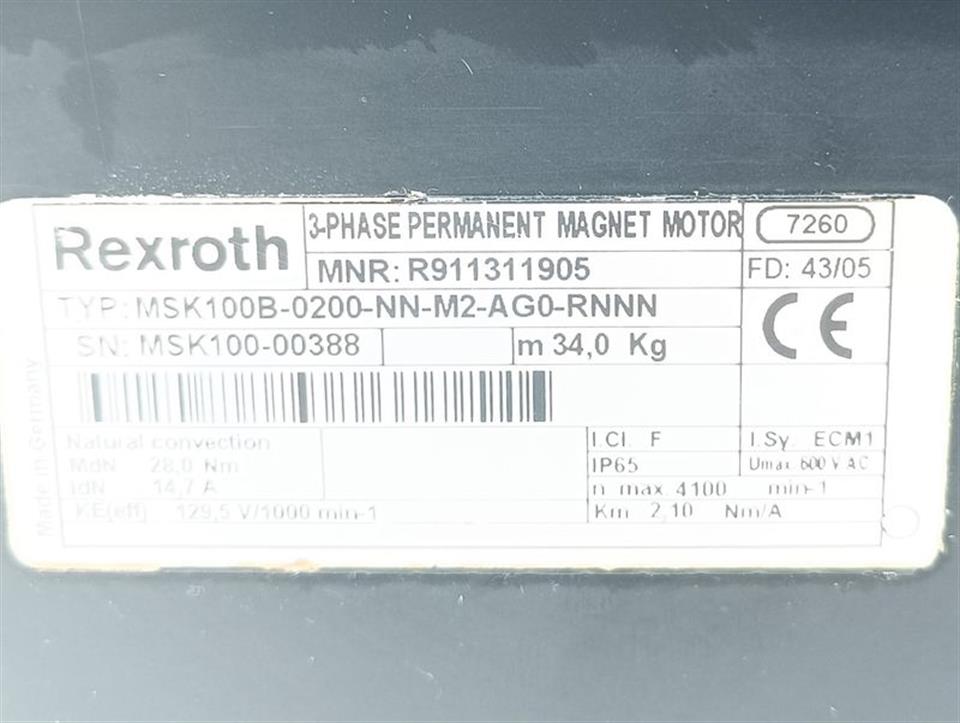 Rexroth
3-PHASE PERMANENT MAGNET MOTOR
7260
MNR: R911311905
FD: 43/05
TYP: MSK100B-0200-NN-M2-AG0-RNNN
CE
SN: MSK100-00388
m 34,0 Kg
Made in Germany
Natural convection
MdN 28,0 Nm
IdN 14,7 A
KE(eff) 129,5 V/1000 min-1
I.Cl. F
I.Sy. ECM1
IP65
Umax. 600 V AC
n max. 4100 min-1
Km 2,10 Nm/A